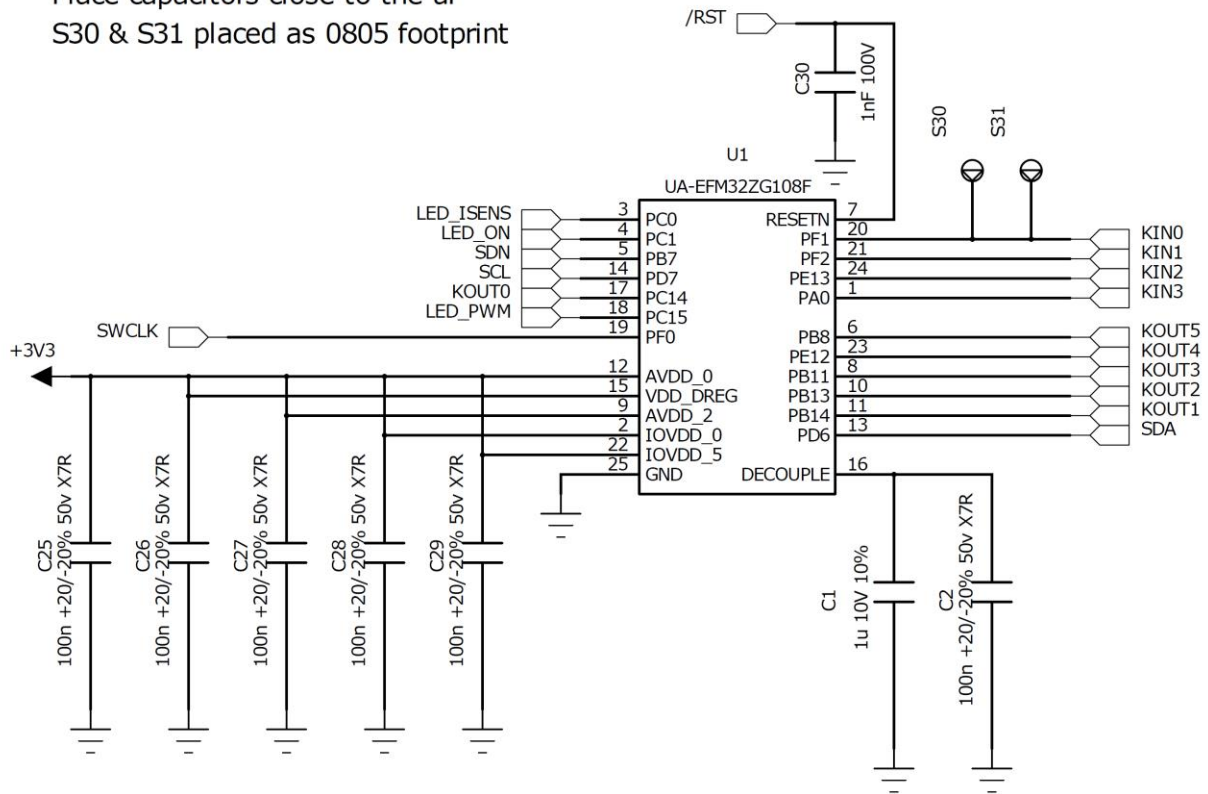 Place capacitors close to the
S30 & S31 placed as 0805 footprint
/RST
C30
1nF 100V
S30
S31
U1
UA-EFM32ZG108F
LED_ISENS
3
PC0
LED_ON
4
PC1
SDN
5
PB7
SCL
14
PD7
KOUT0
17
PC14
LED_PWM
18
PC15
SWCLK
19
PF0
+3V3
12
AVDD_0
15
VDD_DREG
9
AVDD_2
2
IOVDD_0
22
IOVDD_5
25
GND
RESETN
7
PF1
20
KIN0
PF2
21
KIN1
PE13
24
KIN2
PA0
1
KIN3
PB8
6
KOUT5
PE12
23
KOUT4
PB11
8
KOUT3
PB13
10
KOUT2
PB14
11
KOUT1
PD6
13
SDA
DECOUPLE
16
C25
100n +20/-20% 50v X7R
C26
100n +20/-20% 50v X7R
C27
100n +20/-20% 50v X7R
C28
100n +20/-20% 50v X7R
C29
100n +20/-20% 50v X7R
C1
1u 10V 10%
C2
100n +20/-20% 50v X7R